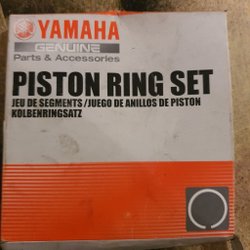 YAMAHA
GENUINE
Parts & Accessories
PISTON RING SET
JEU DE SEGMENTS / JUEGO DE ANILLOS DE PISTON
KOLBENRINGSATZ